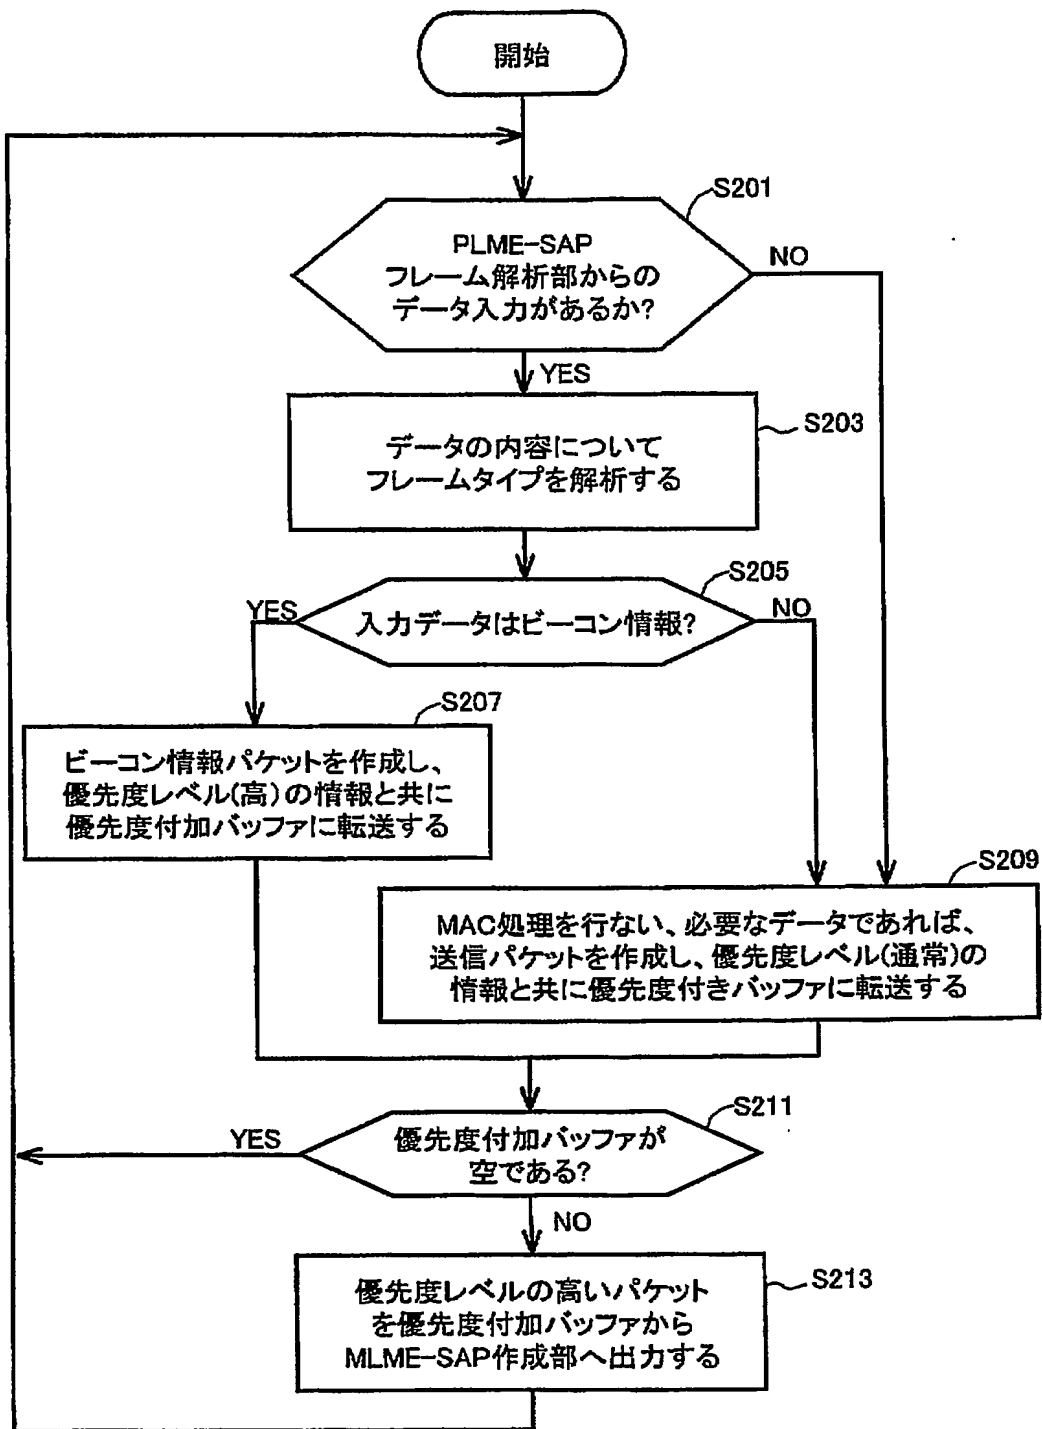 開始
S201
PLME-SAP
フレーム解析部からの
データ入力があるか?
NO
YES
S203
データの内容について
フレームタイプを解析する
S205
YES
入力データはビーコン情報?
NO
S207
ビーコン情報パケットを作成し、
優先度レベル(高)の情報と共に
優先度付加バッファに転送する
S209
MAC処理を行ない、必要なデータであれば、
送信パケットを作成し、優先度レベル(通常)の
情報と共に優先度付きバッファに転送する
S211
YES
優先度付加バッファが
空である?
NO
S213
優先度レベルの高いパケット
を優先度付加バッファから
MLME-SAP作成部へ出力する